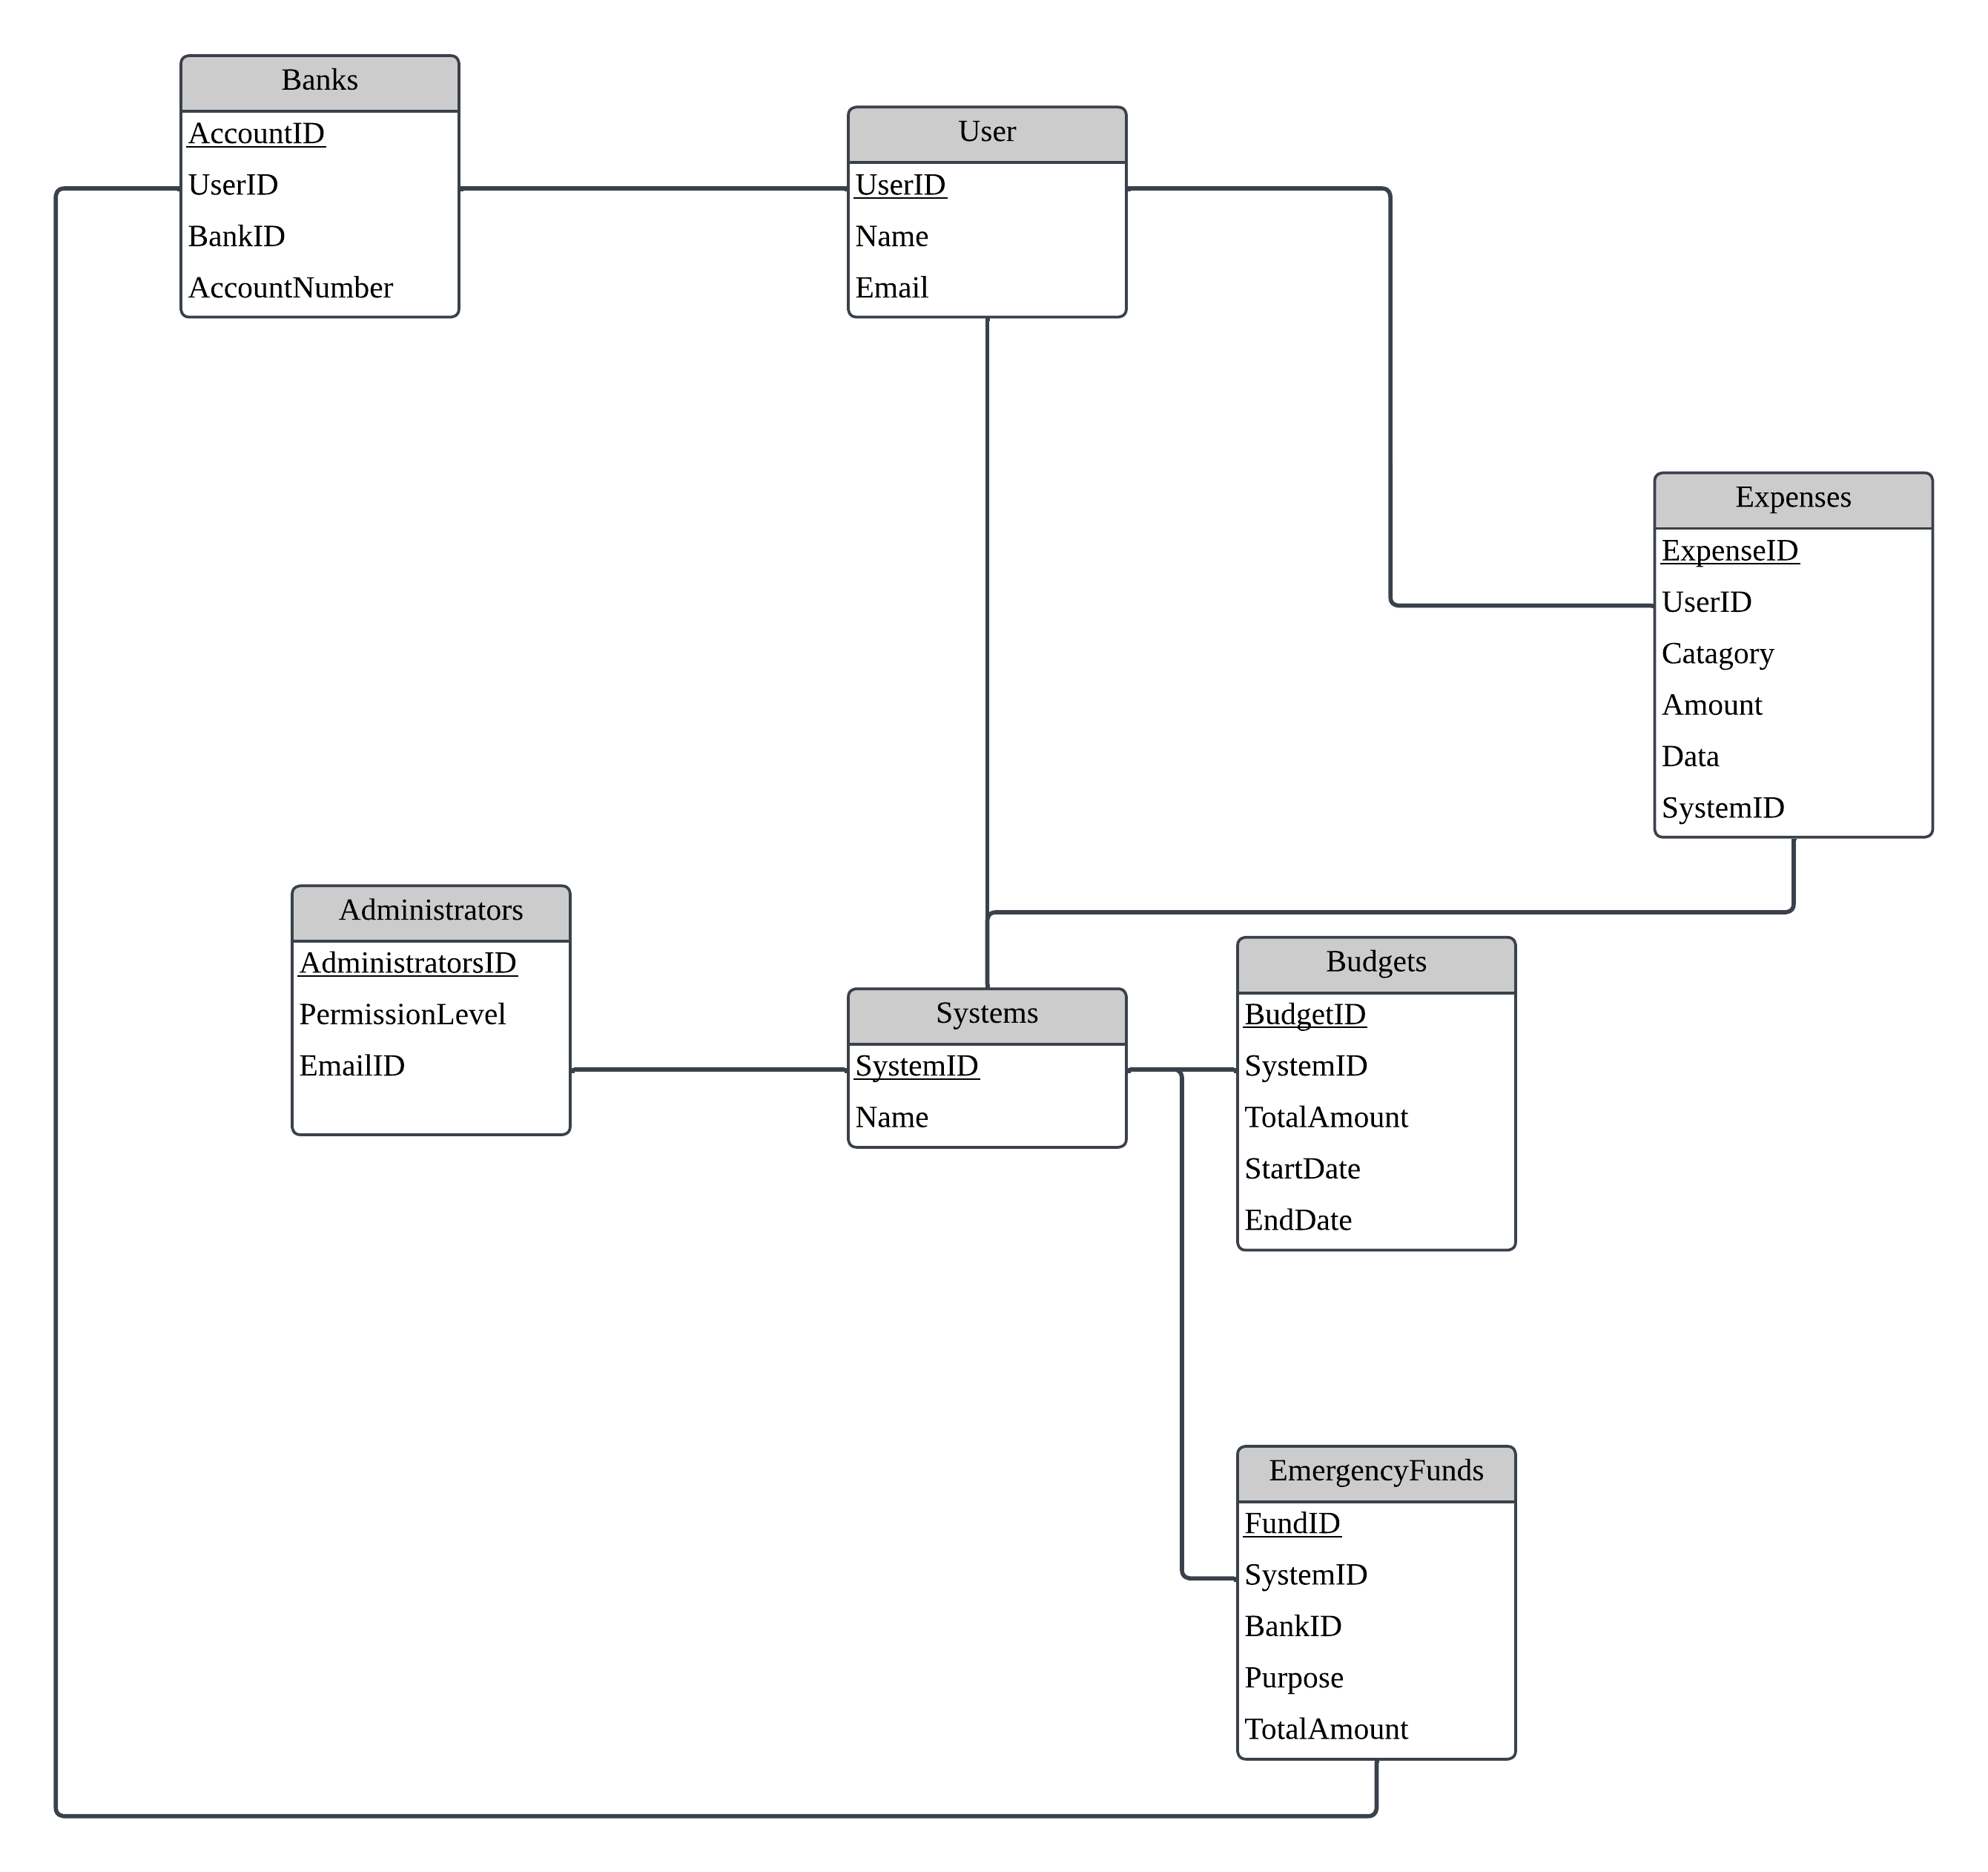 Banks
AccountID
UserID
BankID
AccountNumber
User
UserID
Name
Email
Expenses
ExpenseID
UserID
Catagory
Amount
Data
SystemID
Administrators
AdministratorsID
PermissionLevel
EmailID
Systems
SystemID
Name
Budgets
BudgetID
SystemID
TotalAmount
StartDate
EndDate
EmergencyFunds
FundID
SystemID
BankID
Purpose
TotalAmount